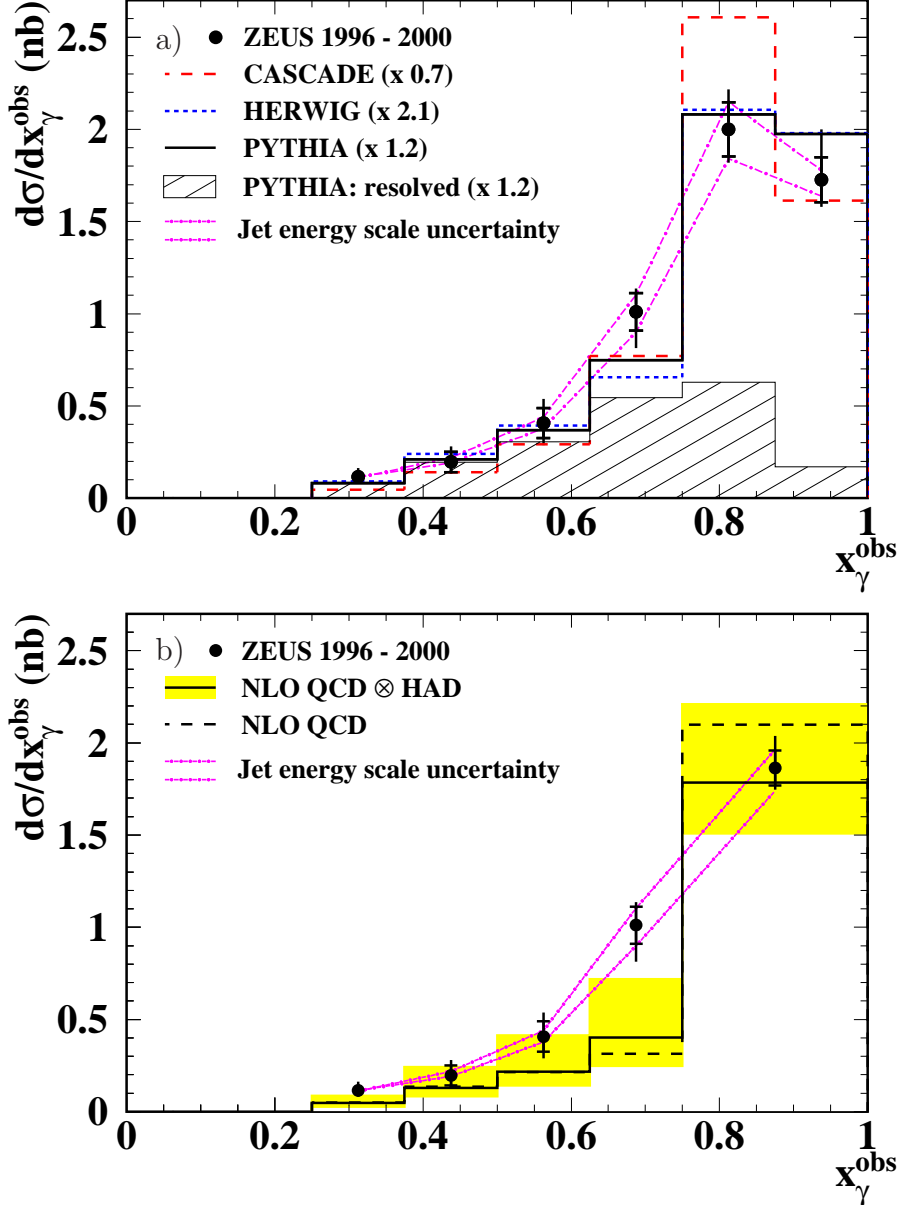 dσ/dxγ^obs (nb)
a) ZEUS 1996 - 2000
CASCADE (x 0.7)
HERWIG (x 2.1)
PYTHIA (x 1.2)
PYTHIA: resolved (x 1.2)
Jet energy scale uncertainty
2.5
2
1.5
1
0.5
0
0 0.2 0.4 0.6 0.8 1
xγ^obs
dσ/dxγ^obs (nb)
b) ZEUS 1996 - 2000
NLO QCD ⊗ HAD
NLO QCD
Jet energy scale uncertainty
2.5
2
1.5
1
0.5
0
0 0.2 0.4 0.6 0.8 1
xγ^obs